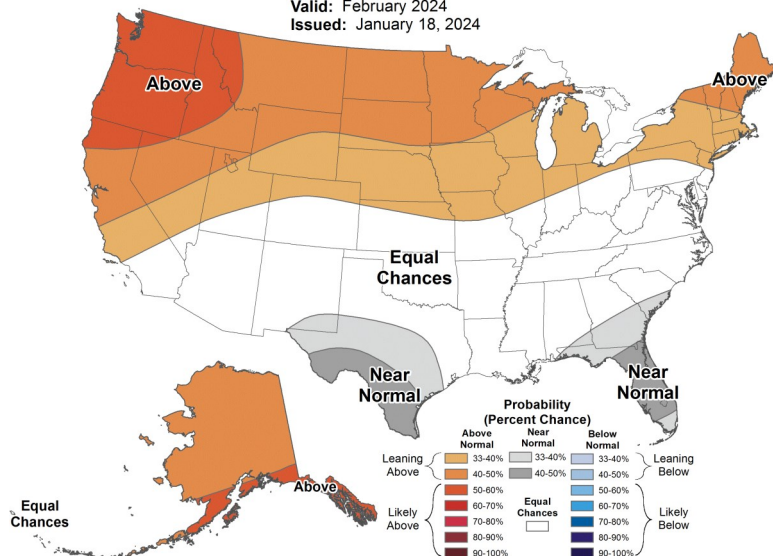 Valid: February 2024
Issued: January 18, 2024
Above
Above
Equal
Chances
Near
Normal
Near
Normal
Above
Equal
Chances
Probability
(Percent Chance)
Above
Normal
Near
Normal
Below
Normal
Leaning
Above
33-40%
33-40%
33-40%
Leaning
Below
40-50%
40-50%
40-50%
Likely
Above
50-60%
50-60%
60-70%
60-70%
70-80%
70-80%
80-90%
80-90%
90-100%
90-100%
Equal
Chances
Likely
Below